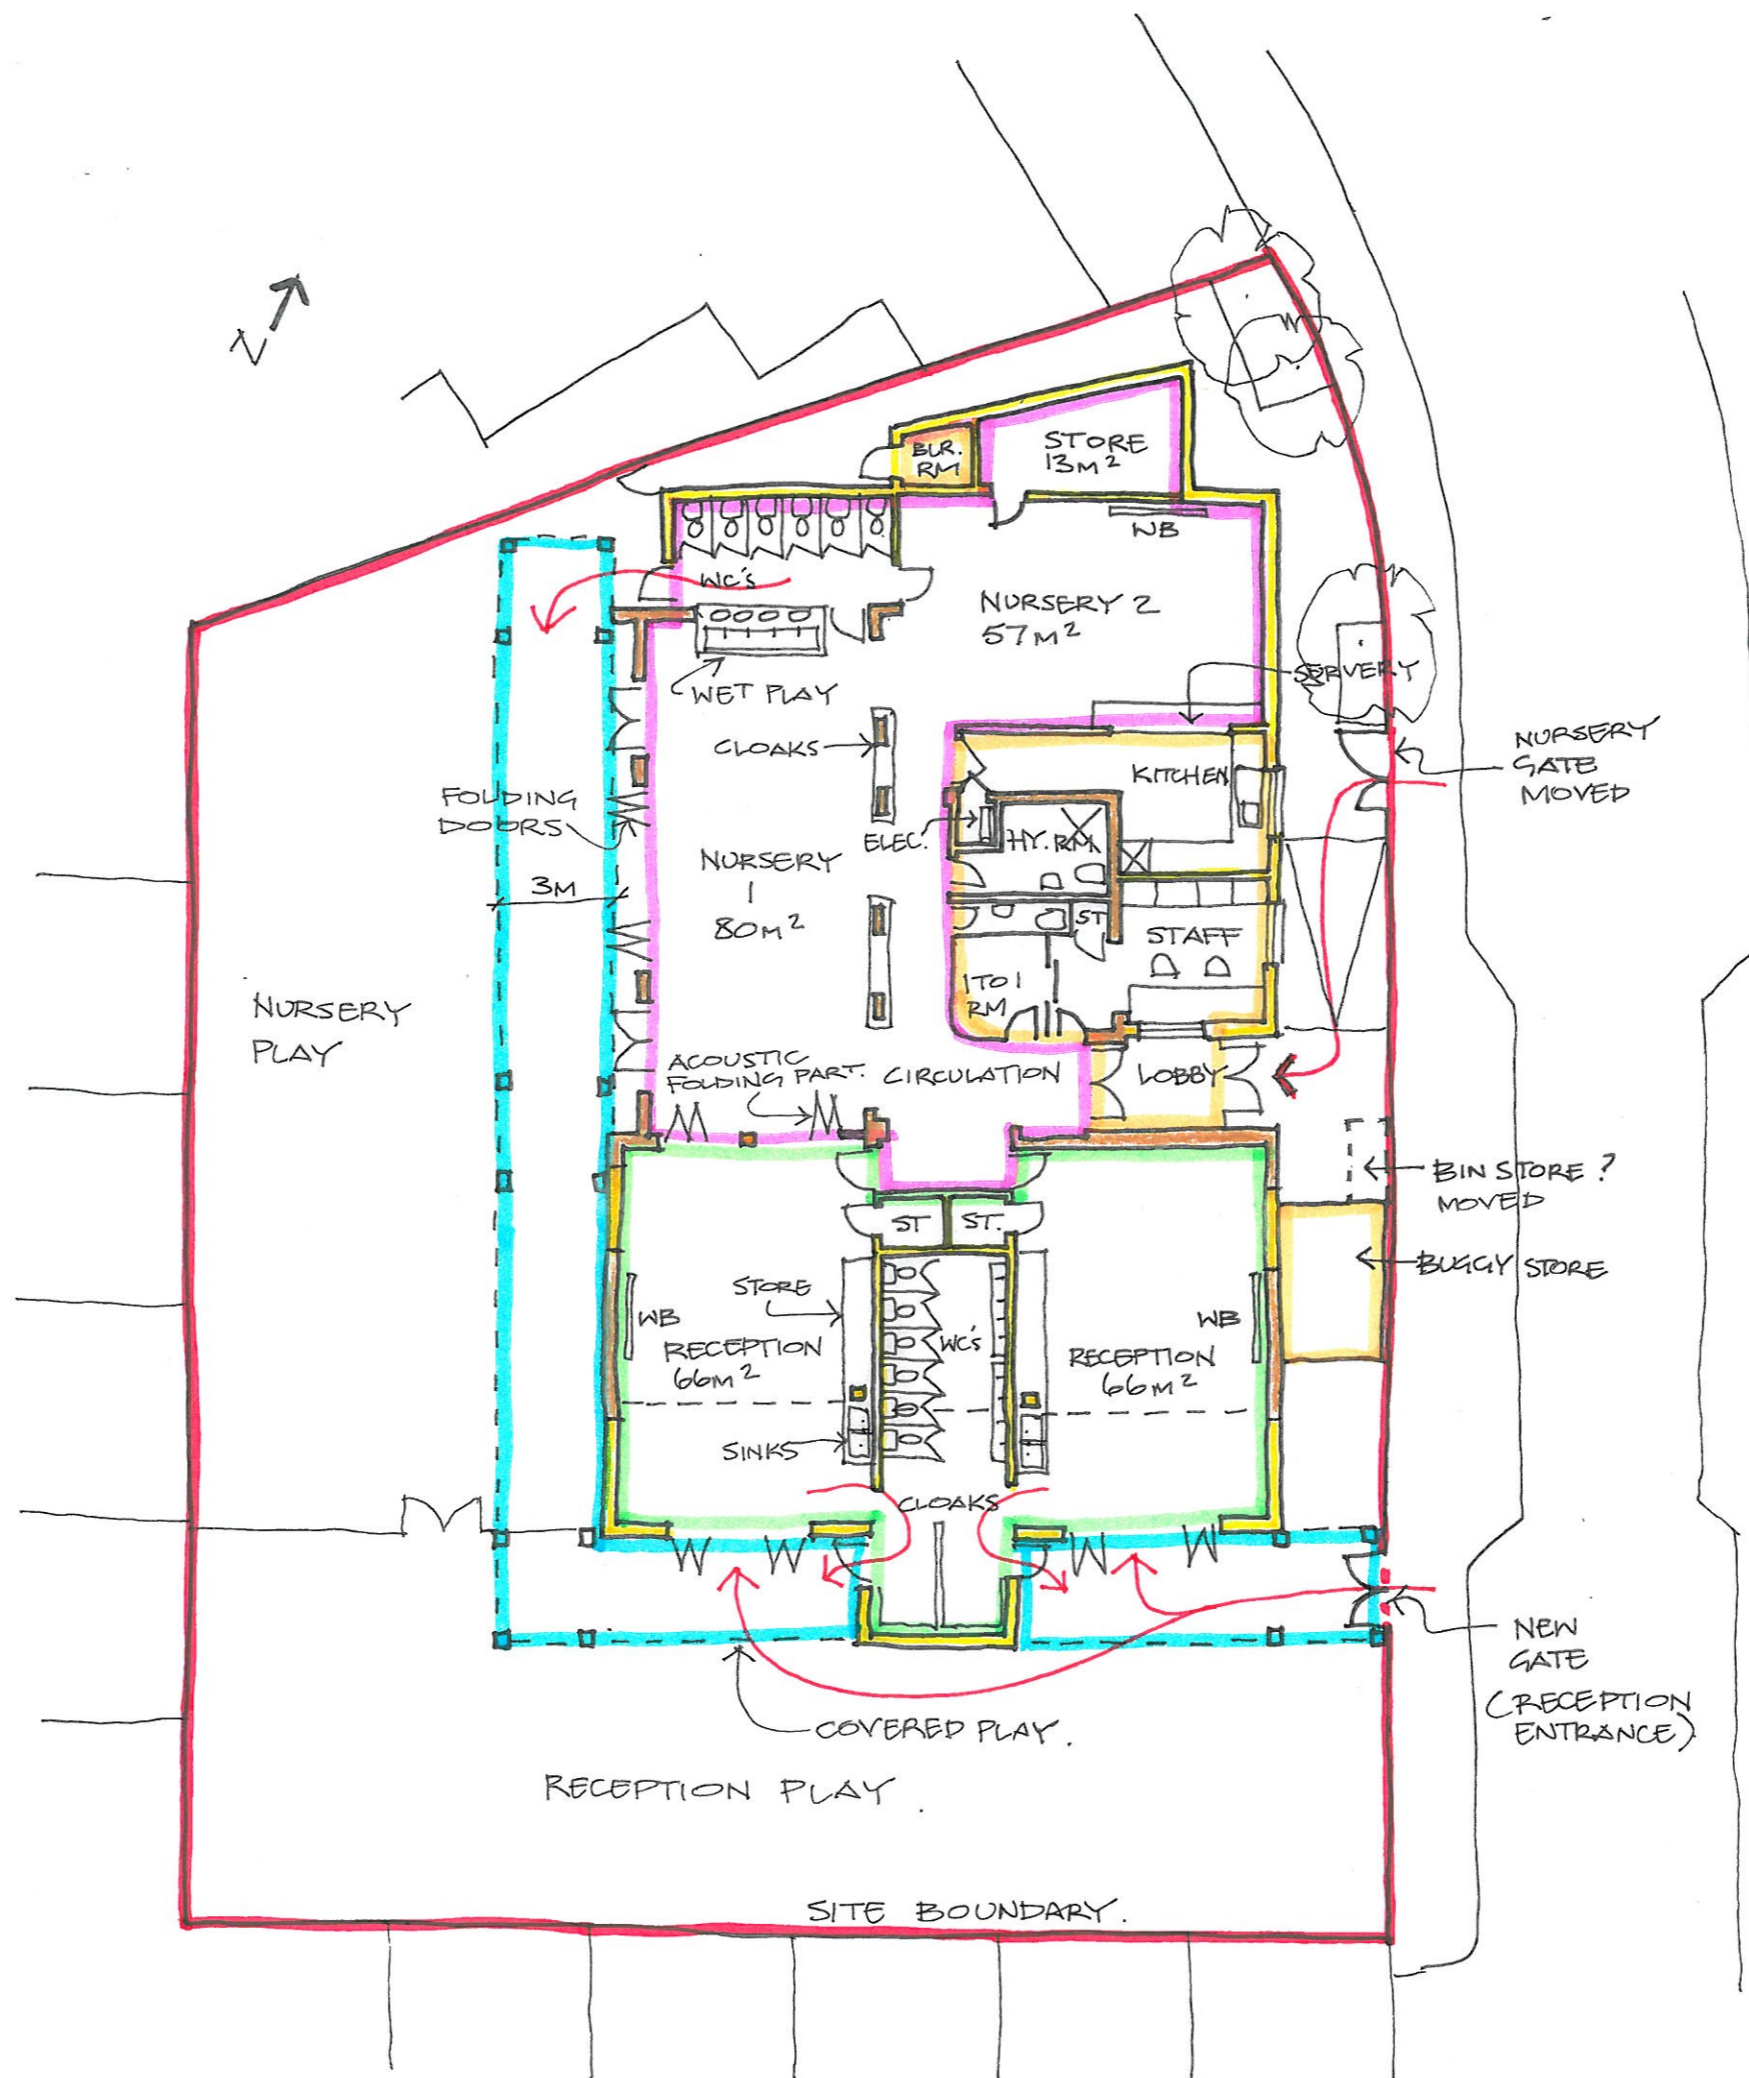 N
BLR.
RM
STORE
13M²
WB
WC's
NURSERY 2
57M²
SERVERY
WET PLAY
CLOAKS
NURSERY
GATE
MOVED
KITCHEN
FOLDING
DOORS
ELEC.
HY. RM
NURSERY
1
80M²
3M
ST
STAFF
1 TO 1
RM
NURSERY
PLAY
ACOUSTIC
FOLDING PART.
CIRCULATION
LOBBY
BIN STORE ?
MOVED
ST
ST.
BUGGY STORE
STORE
WB
WC's
WB
RECEPTION
66M²
RECEPTION
66M²
SINKS
CLOAKS
NEW
GATE
(RECEPTION
ENTRANCE)
COVERED PLAY.
RECEPTION PLAY.
SITE BOUNDARY.